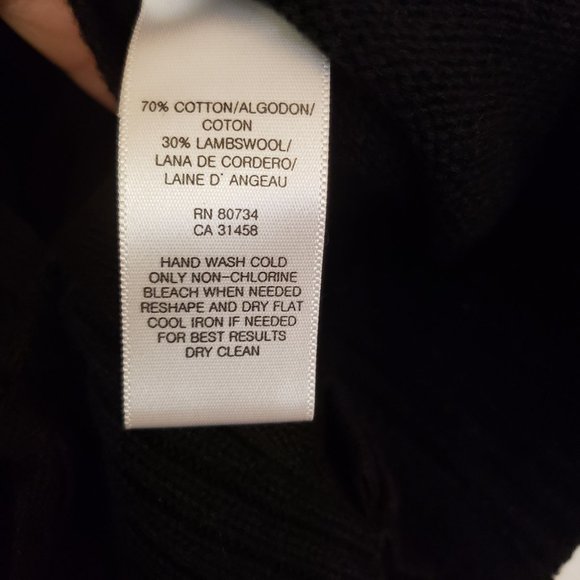 70% COTTON/ALGODON/
COTON
30% LAMBSWOOL/
LANA DE CORDERO/
LAINE D' ANGEAU
RN 80734
CA 31458
HAND WASH COLD
ONLY NON-CHLORINE
BLEACH WHEN NEEDED
RESHAPE AND DRY FLAT
COOL IRON IF NEEDED
FOR BEST RESULTS
DRY CLEAN